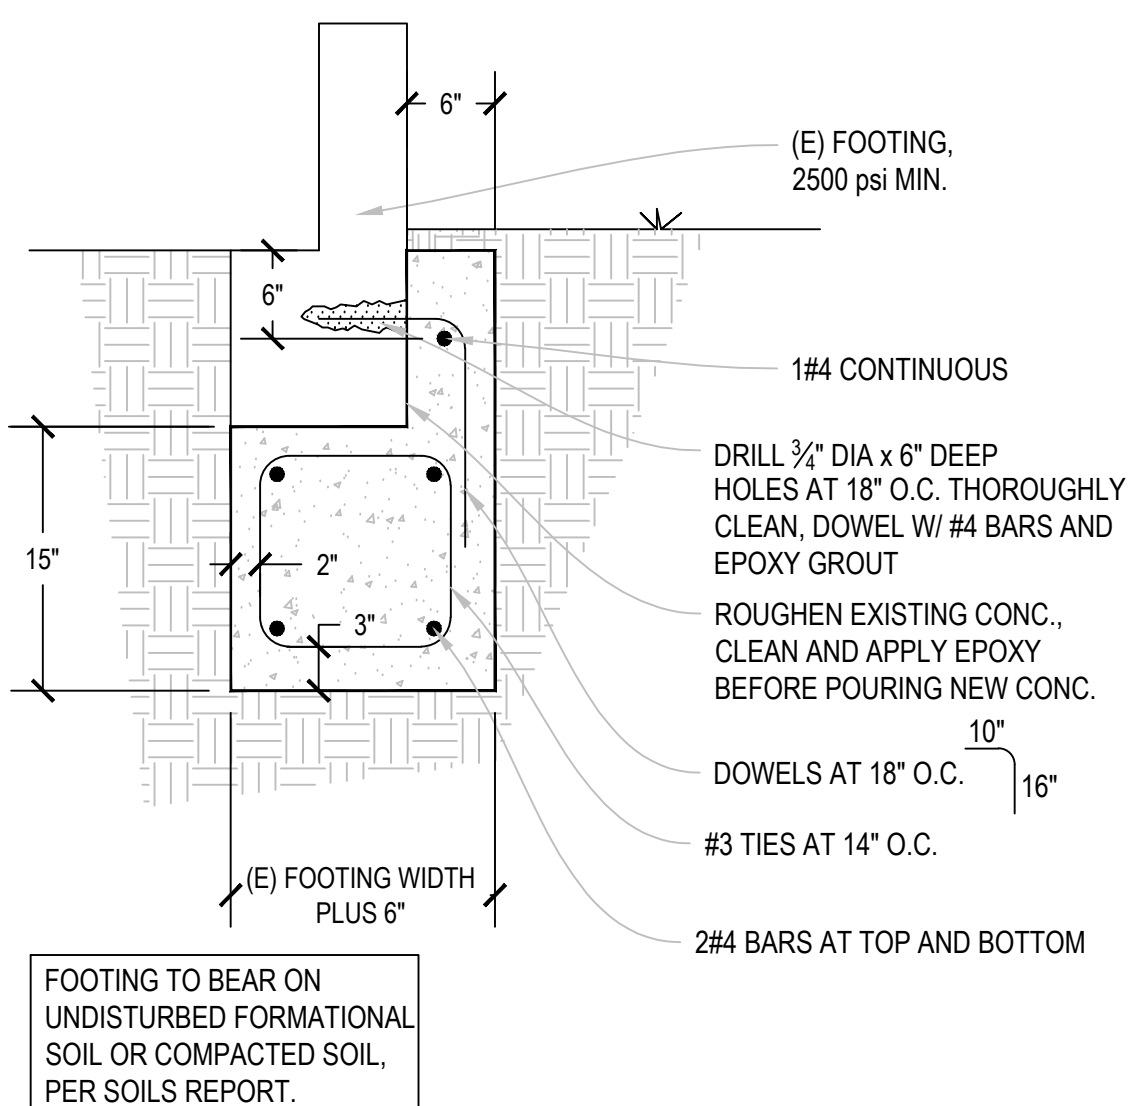 6"
(E) FOOTING,
2500 psi MIN.
6"
1#4 CONTINUOUS
DRILL ¾" DIA x 6" DEEP
HOLES AT 18" O.C. THOROUGHLY
CLEAN, DOWEL W/ #4 BARS AND
EPOXY GROUT
15"
2"
3"
ROUGHEN EXISTING CONC.,
CLEAN AND APPLY EPOXY
BEFORE POURING NEW CONC.
10"
DOWELS AT 18" O.C.
16"
#3 TIES AT 14" O.C.
(E) FOOTING WIDTH
PLUS 6"
2#4 BARS AT TOP AND BOTTOM
FOOTING TO BEAR ON
UNDISTURBED FORMATIONAL
SOIL OR COMPACTED SOIL,
PER SOILS REPORT.